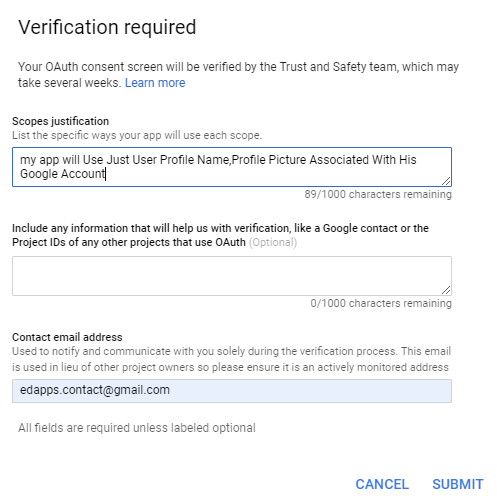 Verification required
Your OAuth consent screen will be verified by the Trust and Safety team, which may
take several weeks. Learn more
Scopes justification
List the specific ways your app will use each scope.
my app will Use Just User Profile Name,Profile Picture Associated With His
Google Account
89/1000 characters remaining
Include any information that will help us with verification, like a Google contact or the
Project IDs of any other projects that use OAuth (Optional)
0/1000 characters remaining
Contact email address
Used to notify and communicate with you solely during the verification process. This email
is used in lieu of other project owners so please ensure it is an actively monitored address
edapps.contact@gmail.com
All fields are required unless labeled optional
CANCEL SUBMIT